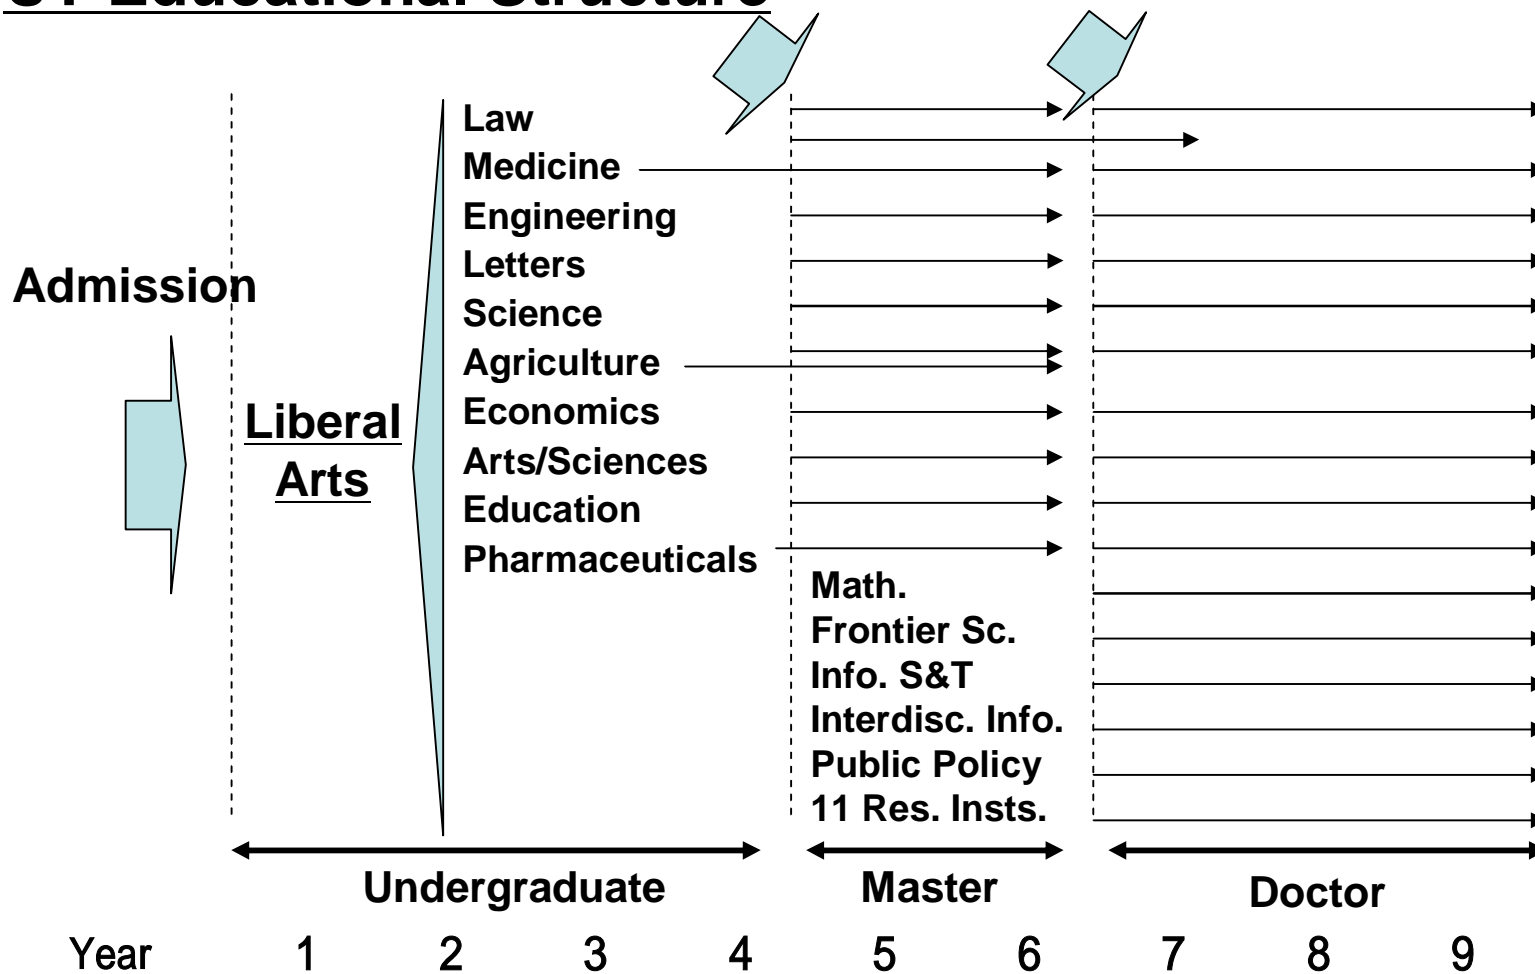 Educational Structure
Admission
Liberal
Arts
Law
Medicine
Engineering
Letters
Science
Agriculture
Economics
Arts/Sciences
Education
Pharmaceuticals
Math.
Frontier Sc.
Info. S&T
Interdisc. Info.
Public Policy
11 Res. Insts.
Undergraduate Master Doctor
Year 1 2 3 4 5 6 7 8 9